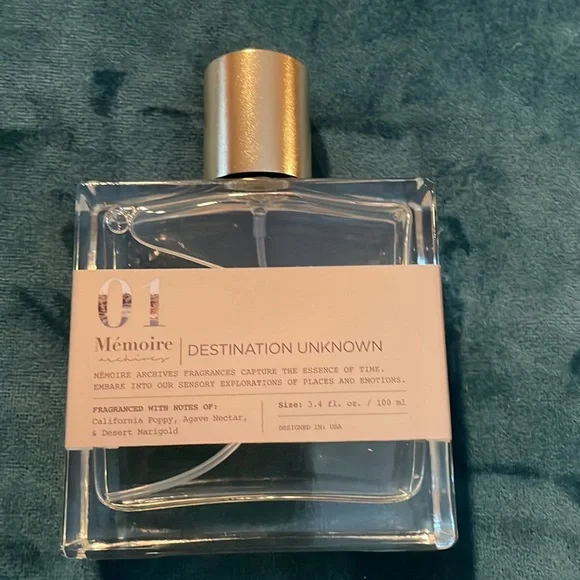 01
Mémoire
archives
DESTINATION UNKNOWN
MÉMOIRE ARCHIVES FRAGRANCES CAPTURE THE ESSENCE OF TIME.
EMBARK INTO OUR SENSORY EXPLORATIONS OF PLACES AND EMOTIONS.
FRAGRANCED WITH NOTES OF:
California Poppy, Agave Nectar,
& Desert Marigold
Size: 3.4 fl. oz. / 100 ml
DESIGNED IN: USA